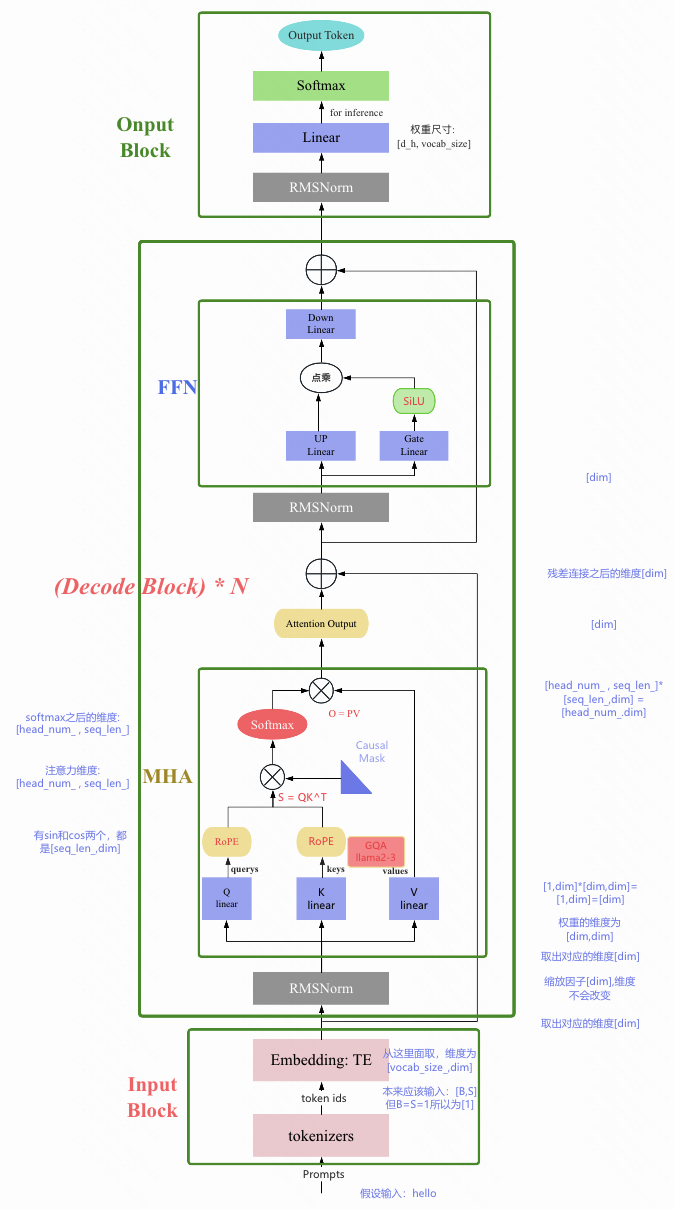 Output Token
Softmax
for inference
Onput
Block
Linear
权重尺寸:
[d_h, vocab_size]
RMSNorm
Down
Linear
FFN
点乘
SiLU
UP
Linear
Gate
Linear
[dim]
RMSNorm
(Decode Block) * N
残差连接之后的维度[dim]
Attention Output
[dim]
[head_num_ , seq_len_]*
[seq_len_,dim] =
[head_num_.dim]
O = PV
softmax之后的维度:
[head_num_ , seq_len_]
Softmax
Causal
Mask
MHA
注意力维度:
[head_num_ , seq_len_]
S = QK^T
有sin和cos两个，都
是[seq_len_,dim]
RoPE
RoPE
GQA
llama2-3
querys
keys
values
Q
linear
K
linear
V
linear
[1,dim]*[dim,dim]=
[1,dim]=[dim]
权重的维度为
[dim,dim]
取出对应的维度[dim]
RMSNorm
缩放因子[dim],维度
不会改变
取出对应的维度[dim]
Embedding: TE
从这里面取，维度为
[vocab_size_,dim]
Input
Block
token ids
本来应该输入：[B,S]
但B=S=1所以为[1]
tokenizers
Prompts
假设输入：hello